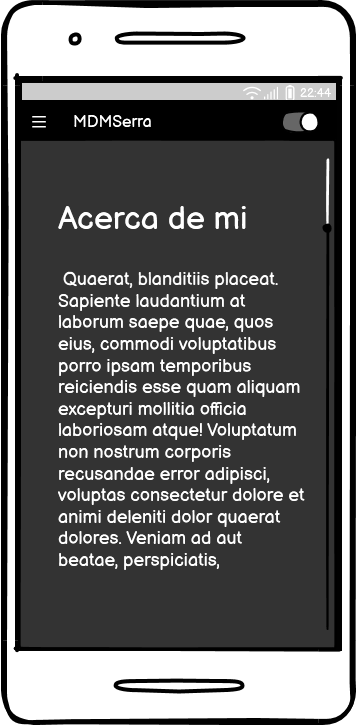 22:44
MDMSerra
Acerca de mi
Quaerat, blanditiis placeat.
Sapiente laudantium at
laborum saepe quae, quos
eius, commodi voluptatibus
porro ipsam temporibus
reiciendis esse quam aliquam
excepturi mollitia officia
laboriosam atque! Voluptatum
non nostrum corporis
recusandae error adipisci,
voluptas consectetur dolore et
animi deleniti dolor quaerat
dolores. Veniam ad aut
beatae, perspiciatis,